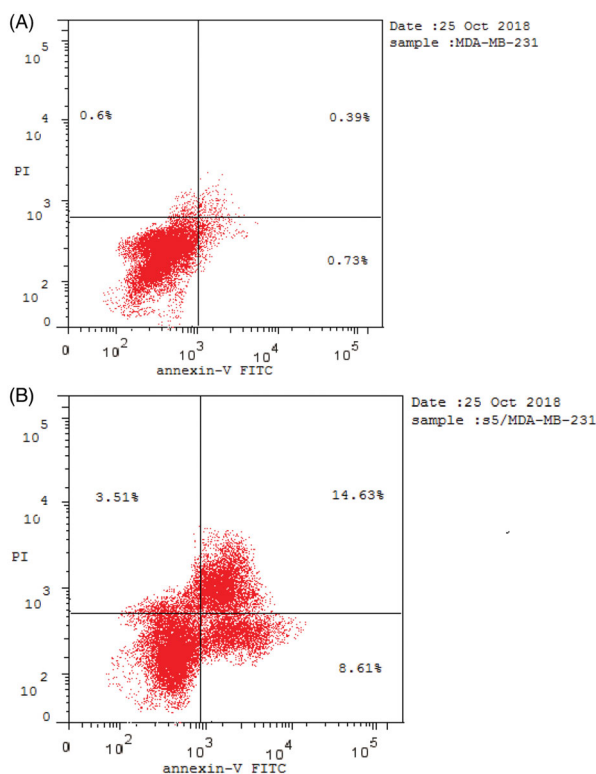 (A)
Date :25 Oct 2018
sample :MDA-MB-231
10^5
10^4
10^3
10^2
0
PI
0.6%
0.39%
0.73%
0 10^2 10^3 10^4 10^5
annexin-V FITC
(B)
Date :25 Oct 2018
sample :s5/MDA-MB-231
10^5
10^4
10^3
10^2
0
PI
3.51%
14.63%
8.61%
0 10^2 10^3 10^4 10^5
annexin-V FITC